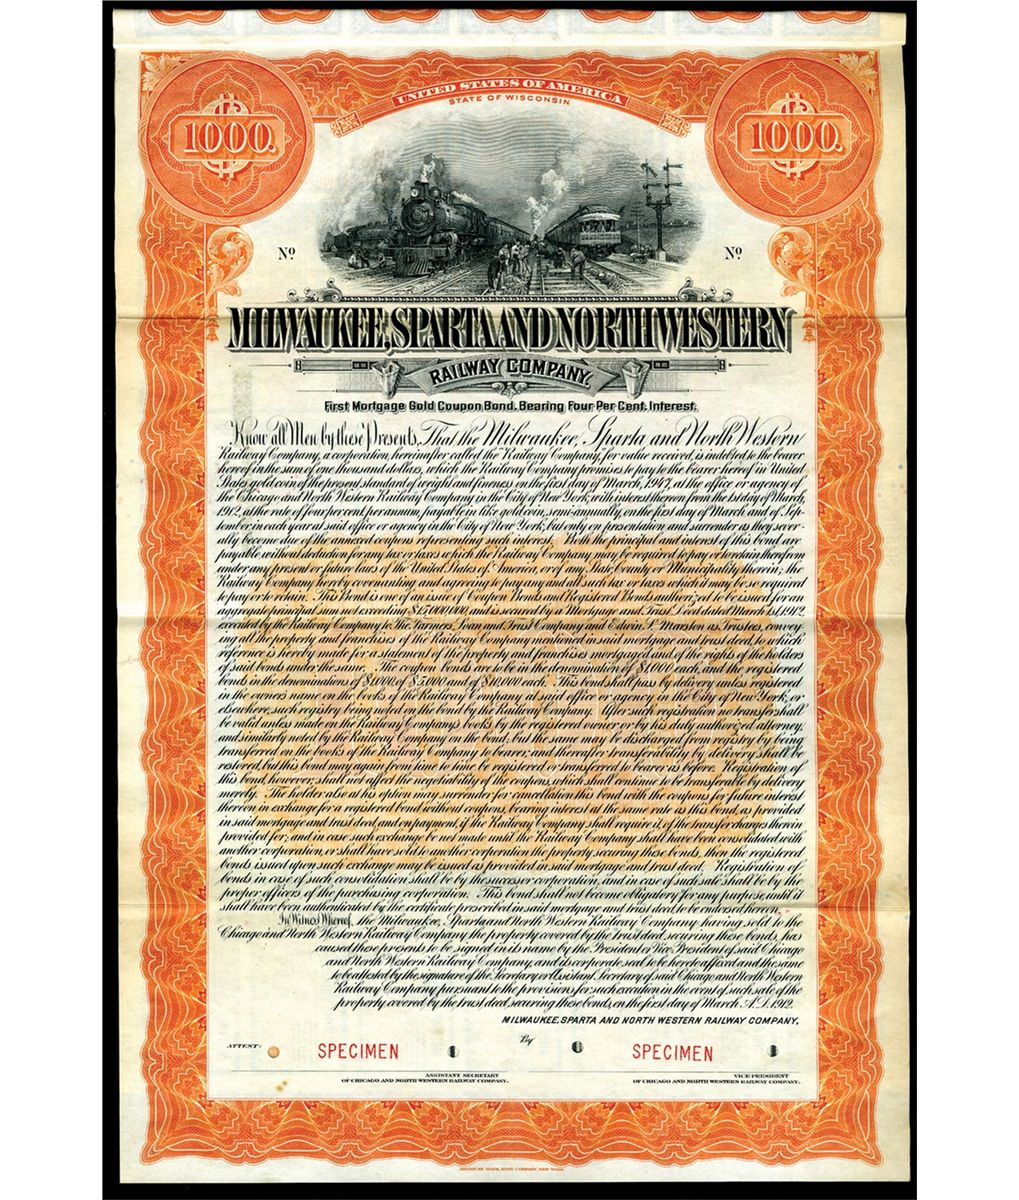 UNITED STATES OF AMERICA
STATE OF WISCONSIN
1000.
1000.
Nº
Nº
MILWAUKEE, SPARTA AND NORTH WESTERN
RAILWAY COMPANY.
First Mortgage Gold Coupon Bond, Bearing Four Per Cent. Interest.
Know all Men by these Presents, That the Milwaukee, Sparta and North Western
Railway Company, a corporation, hereinafter called the "Railway Company," for value received, is indebted to the bearer
hereof in the sum of one thousand dollars, which the Railway Company promises to pay to the bearer hereof in United
States gold coin of the present standard of weight and fineness on the first day of March, 1947, at the office or agency of
the Chicago and North Western Railway Company in the City of New York, with interest thereon from the 1st day of March,
1912, at the rate of four per cent per annum, payable in like gold coin, semi-annually, on the first day of March and of Sep-
tember in each year at said office or agency in the City of New York, but only on presentation and surrender as they sever-
ally become due of the annexed coupons representing such interest. Both principal and interest of this bond are
payable without deduction for any tax or taxes which the Railway Company may be required to pay or to retain therefrom
under any present or future laws of the United States of America, or of any State, County or Municipality therein; the
Railway Company hereby covenanting and agreeing to pay any and all such tax or taxes which it may be so required
to pay or to retain. This Bond is one of an issue of Coupon Bonds and Registered Bonds authorized to be issued for an
aggregate principal sum not exceeding $15,000,000, and is secured by a Mortgage and Trust Deed dated March 1st, 1912,
executed by the Railway Company to The Farmers' Loan and Trust Company and Edwin S. Marston as Trustees, convey-
ing all the property and franchises of the Railway Company mentioned in said mortgage and trust deed, to which
reference is hereby made for a statement of the property and franchises mortgaged and of the rights of the holders
of said bonds under the same. The coupon bonds are to be in the denomination of $1,000 each, and the registered
bonds in the denominations of $1,000, of $5,000 and of $10,000 each. This bond shall pass by delivery unless registered
in the owner's name on the books of the Railway Company at said office or agency in the City of New York, or
elsewhere, such registry being noted on the bond by the Railway Company. After such registration no transfer shall
be valid unless made on the Railway Company's books by the registered owner or by his duly authorized attorney,
and similarly noted by the Railway Company on the bond, but the same may be discharged from registry by being
transferred on the books of the Railway Company to bearer, and thereafter transferability by delivery shall be
restored, but this bond may again from time to time be registered or transferred to bearer as before. Registration of
this bond, however, shall not affect the negotiability of the coupons, which shall continue to be transferable by delivery
merely. The holder also at his option may surrender for cancellation this bond with the coupons for future interest
thereon in exchange for a registered bond without coupons, bearing interest at the same rate as this bond, as provided
in said mortgage and trust deed, and on payment, if the Railway Company shall require it, of the transfer charges therein
provided for; and in case such exchange be not made until the Railway Company shall have been consolidated with
another corporation, or shall have sold to another corporation the property securing these bonds, then the registered
bonds issued upon such exchange may be issued as provided in said mortgage and trust deed. Registration of
bonds in case of such consolidation shall be by the successor corporation, and in case of such sale shall be by the
proper officers of the purchasing corporation. This bond shall not become obligatory for any purpose until it
shall have been authenticated by the certificate prescribed in said mortgage and trust deed, to be endorsed hereon.
In Witness Whereof, the Milwaukee, Sparta and North Western Railway Company having sold to the
Chicago and North Western Railway Company the property covered by the trust deed, securing these bonds, has
caused these presents to be signed in its name by the President or Vice President of said Chicago
and North Western Railway Company, and its corporate seal to be hereto affixed and the same
to be attested by the signature of the Secretary or Assistant Secretary of said Chicago and North Western
Railway Company, pursuant to the provision for such execution in the event of such sale of the
property covered by the trust deed, securing these bonds, on the first day of March, A.D. 1912.
MILWAUKEE, SPARTA AND NORTH WESTERN RAILWAY COMPANY,
ATTEST:
SPECIMEN
By
SPECIMEN
ASSISTANT SECRETARY
OF CHICAGO AND NORTH WESTERN RAILWAY COMPANY.
VICE-PRESIDENT
OF CHICAGO AND NORTH WESTERN RAILWAY COMPANY.
AMERICAN BANK NOTE COMPANY, NEW YORK.